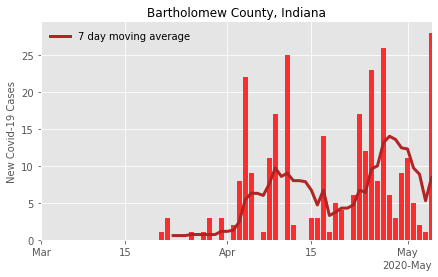 Bartholomew County, Indiana
7 day moving average
New Covid-19 Cases
25
20
15
10
5
0
Mar 15 Apr 15 May
2020-May